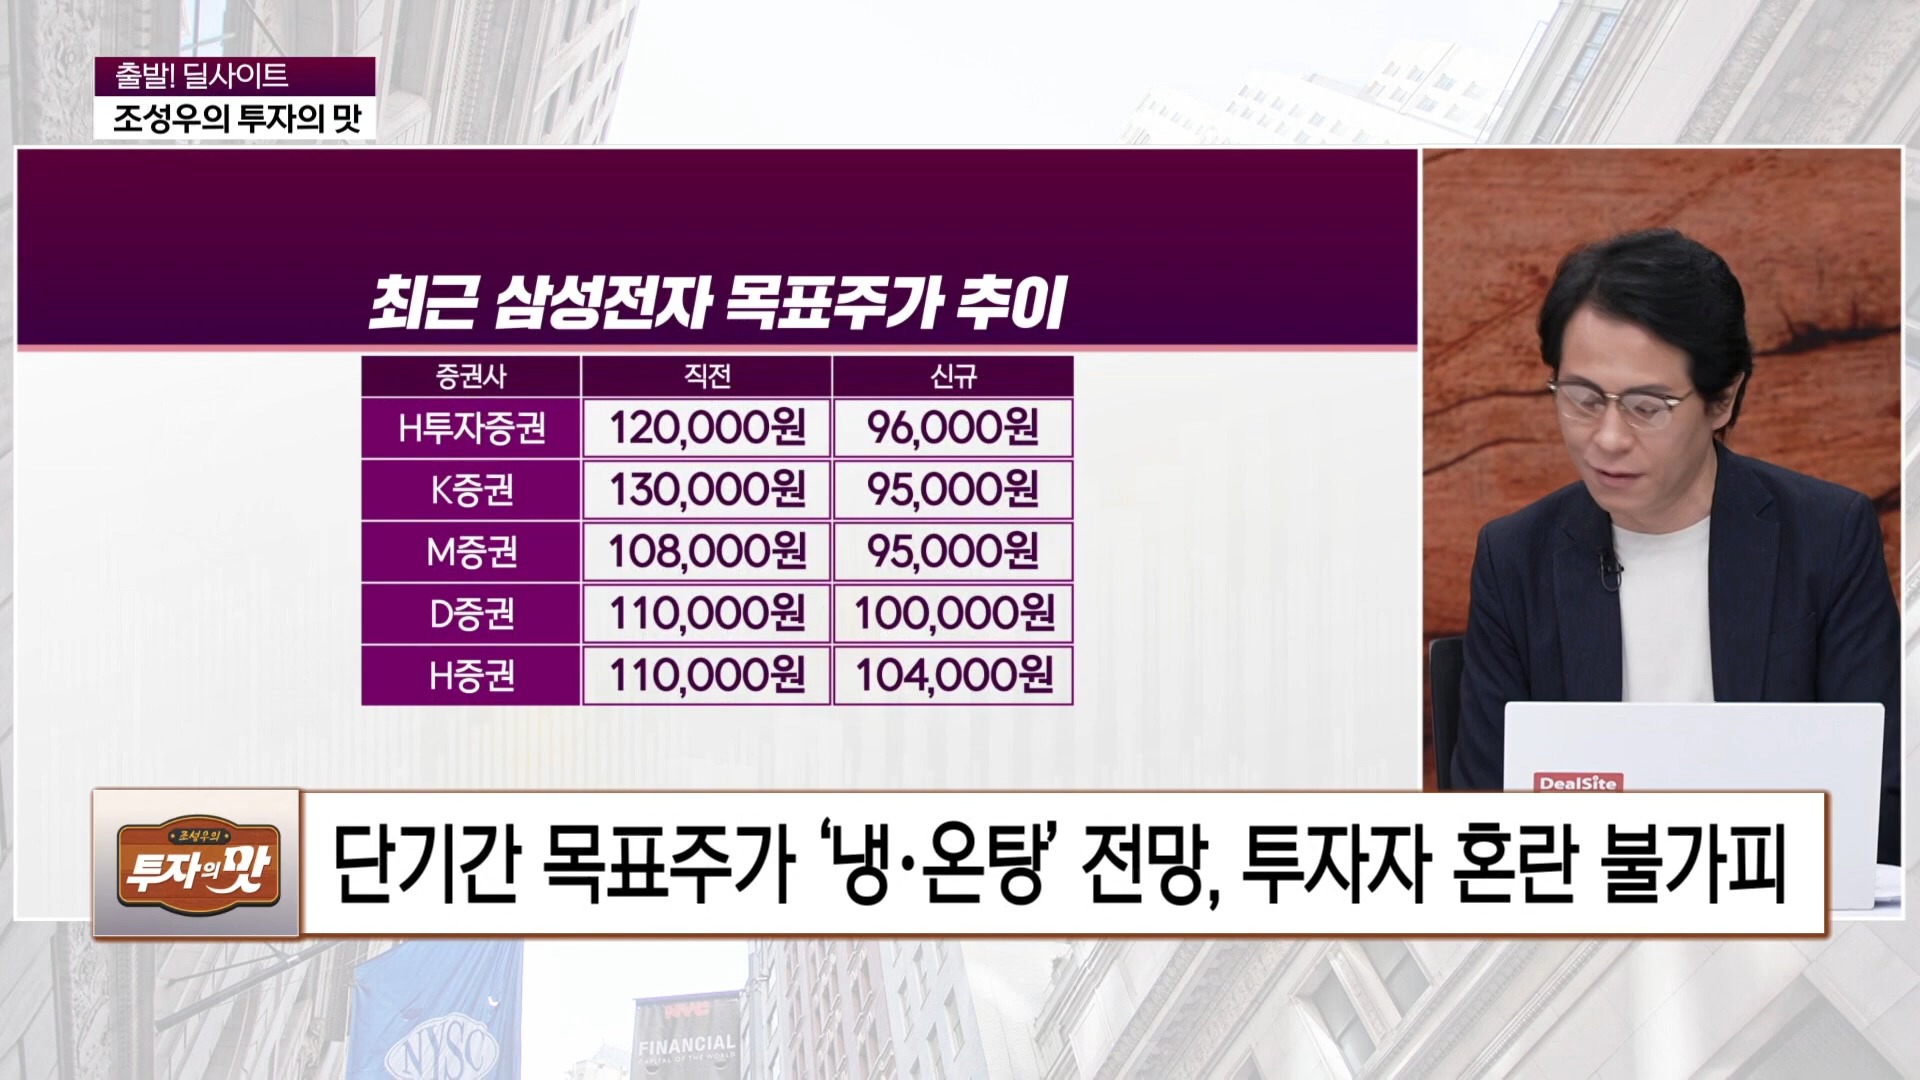 출발! 딜사이트
조성우의 투자의 맛
최근 삼성전자 목표주가 추이
증권사 직전 신규
H투자증권 120,000원 96,000원
K증권 130,000원 95,000원
M증권 108,000원 95,000원
D증권 110,000원 100,000원
H증권 110,000원 104,000원
DealSite
조성우의
투자의맛
단기간 목표주가 ‘냉·온탕’ 전망, 투자자 혼란 불가피
NYSC
NYC
FINANCIAL
CAPITAL OF THE WORLD